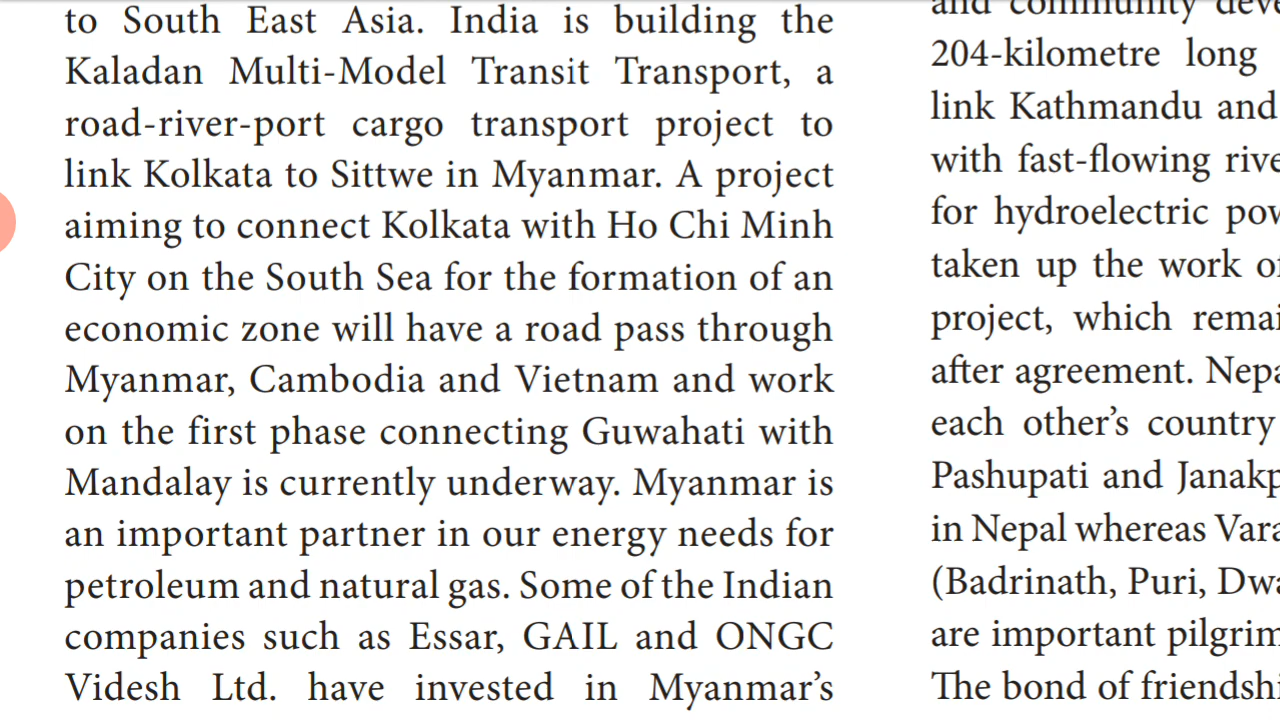 to South East Asia. India is building the
Kaladan Multi-Model Transit Transport, a
road-river-port cargo transport project to
link Kolkata to Sittwe in Myanmar. A project
aiming to connect Kolkata with Ho Chi Minh
City on the South Sea for the formation of an
economic zone will have a road pass through
Myanmar, Cambodia and Vietnam and work
on the first phase connecting Guwahati with
Mandalay is currently underway. Myanmar is
an important partner in our energy needs for
petroleum and natural gas. Some of the Indian
companies such as Essar, GAIL and ONGC
Videsh Ltd. have invested in Myanmar's
and community
204-kilometre long
link Kathmandu and
with fast-flowing
for hydroelectric
taken up the work
project, which
after agreement.
each other's country
Pashupati and
in Nepal whereas
(Badrinath, Puri,
are important
The bond of